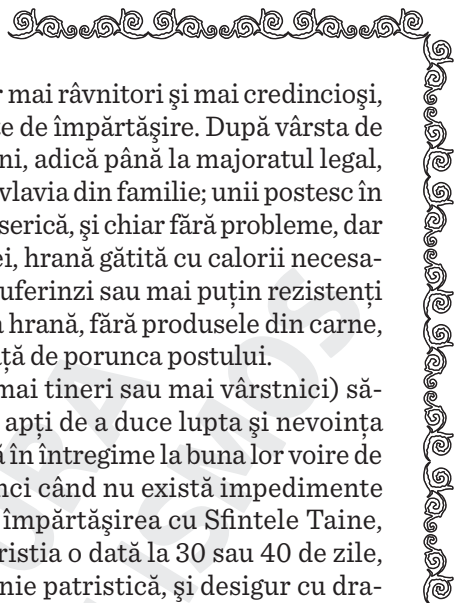 mai râvnitori şi mai credincioşi,
de împărtăşire. După vârsta de
ni, adică până la majoratul legal,
vlavia din familie; unii postesc în
serică, şi chiar fără probleme, dar
ei, hrană gătită cu calorii necesa-
uferinzi sau mai puţin rezistenţi
hrană, fără produsele din carne,
ţă de porunca postului.
mai tineri sau mai vârstnici) să-
apţi de a duce lupta şi nevoinţa
ă în întregime la buna lor voire de
nci când nu există impedimente
împărtăşirea cu Sfintele Taine,
ristia o dată la 30 sau 40 de zile,
nie patristică, şi desigur cu dra-